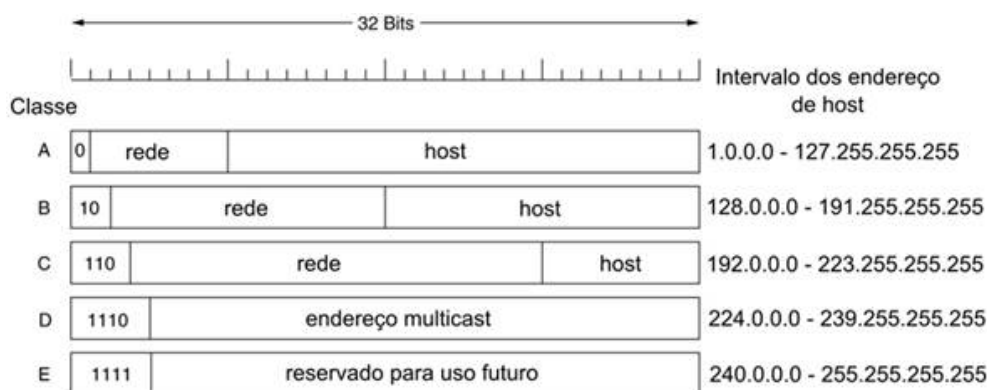 32 Bits
Intervalo dos endereço
de host
Classe
A 0 rede host 1.0.0.0 - 127.255.255.255
B 10 rede host 128.0.0.0 - 191.255.255.255
C 110 rede host 192.0.0.0 - 223.255.255.255
D 1110 endereço multicast 224.0.0.0 - 239.255.255.255
E 1111 reservado para uso futuro 240.0.0.0 - 255.255.255.255